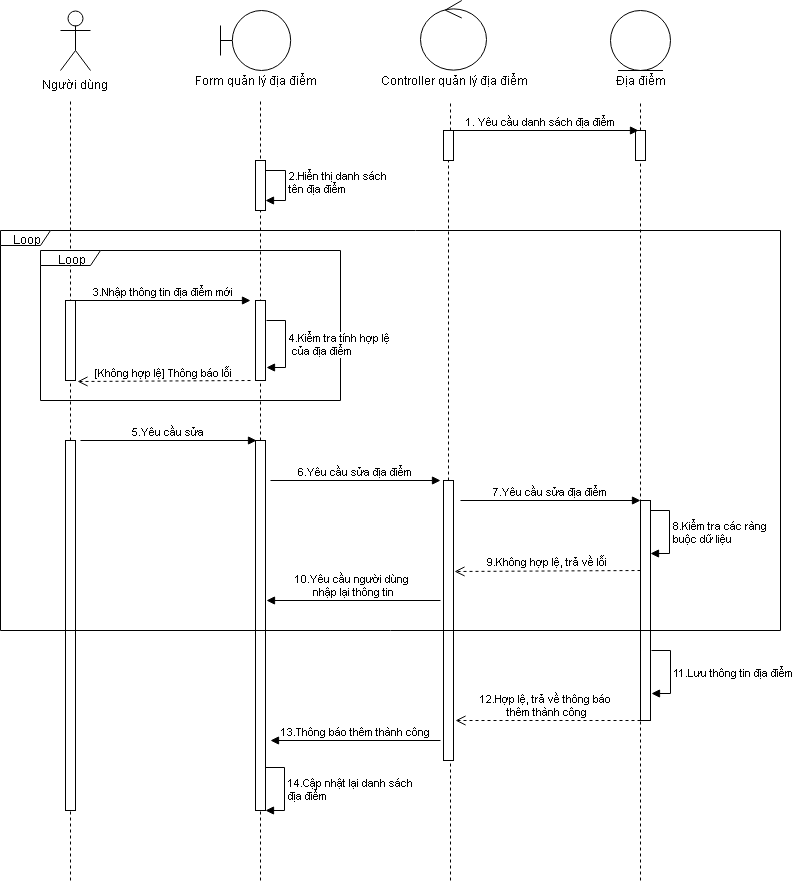 Người dùng
Form quản lý địa điểm
Controller quản lý địa điểm
Địa điểm
1. Yêu cầu danh sách địa điểm
2.Hiển thị danh sách
tên địa điểm
Loop
Loop
3.Nhập thông tin địa điểm mới
4.Kiểm tra tính hợp lệ
của địa điểm
[Không hợp lệ] Thông báo lỗi
5.Yêu cầu sửa
6.Yêu cầu sửa địa điểm
7.Yêu cầu sửa địa điểm
8.Kiểm tra các ràng
buộc dữ liệu
9.Không hợp lệ, trả về lỗi
10.Yêu cầu người dùng
nhập lại thông tin
11.Lưu thông tin địa điểm
12.Hợp lệ, trả về thông báo
thêm thành công
13.Thông báo thêm thành công
14.Cập nhật lại danh sách
địa điểm